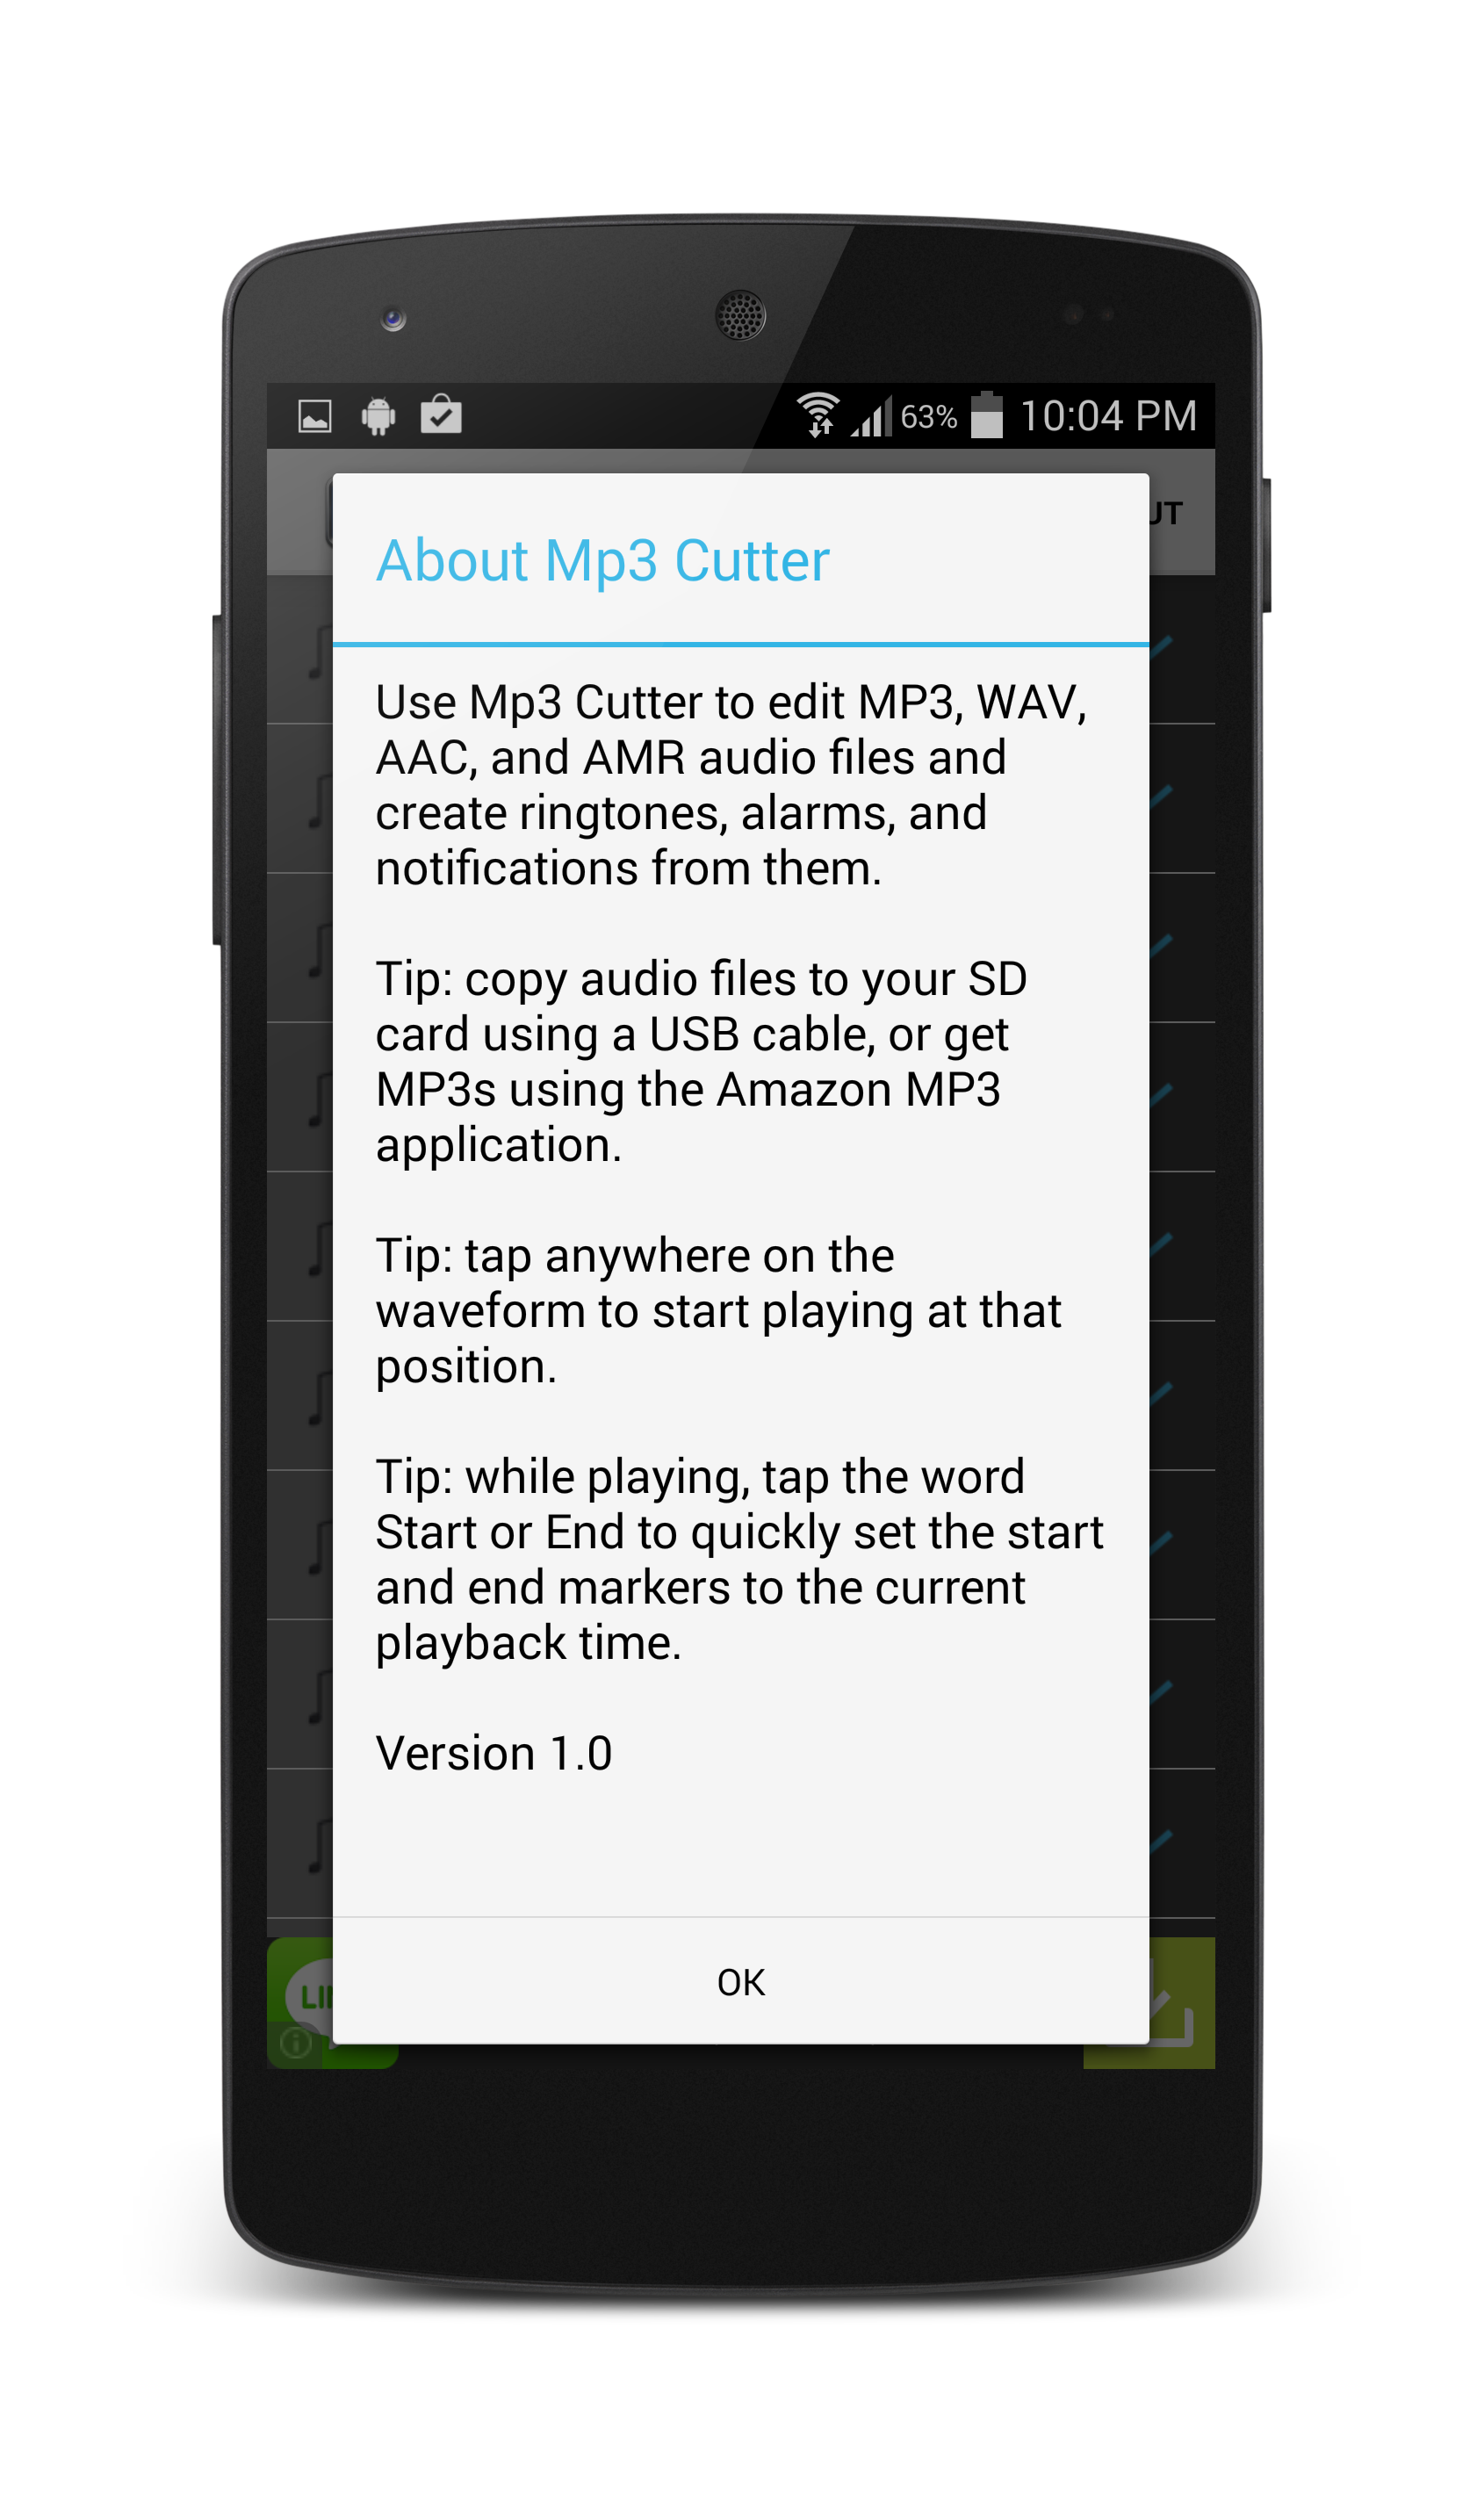 63% 10:04 PM
About Mp3 Cutter
Use Mp3 Cutter to edit MP3, WAV,
AAC, and AMR audio files and
create ringtones, alarms, and
notifications from them.
Tip: copy audio files to your SD
card using a USB cable, or get
MP3s using the Amazon MP3
application.
Tip: tap anywhere on the
waveform to start playing at that
position.
Tip: while playing, tap the word
Start or End to quickly set the start
and end markers to the current
playback time.
Version 1.0
OK